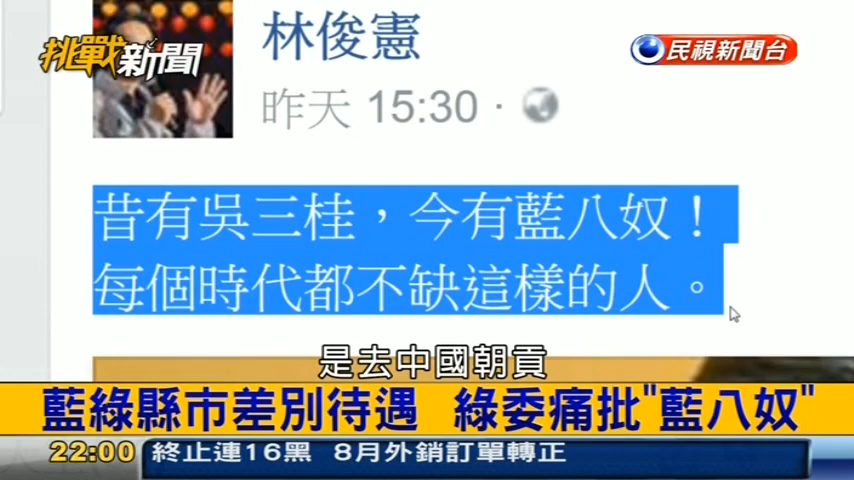 挑戰新聞
民視新聞台
林俊憲
昨天 15:30 ·
昔有吳三桂，今有藍八奴！
每個時代都不缺這樣的人。
是去中國朝貢
藍綠縣市差別待遇 綠委痛批"藍八奴"
22:00 終止連16黑 8月外銷訂單轉正